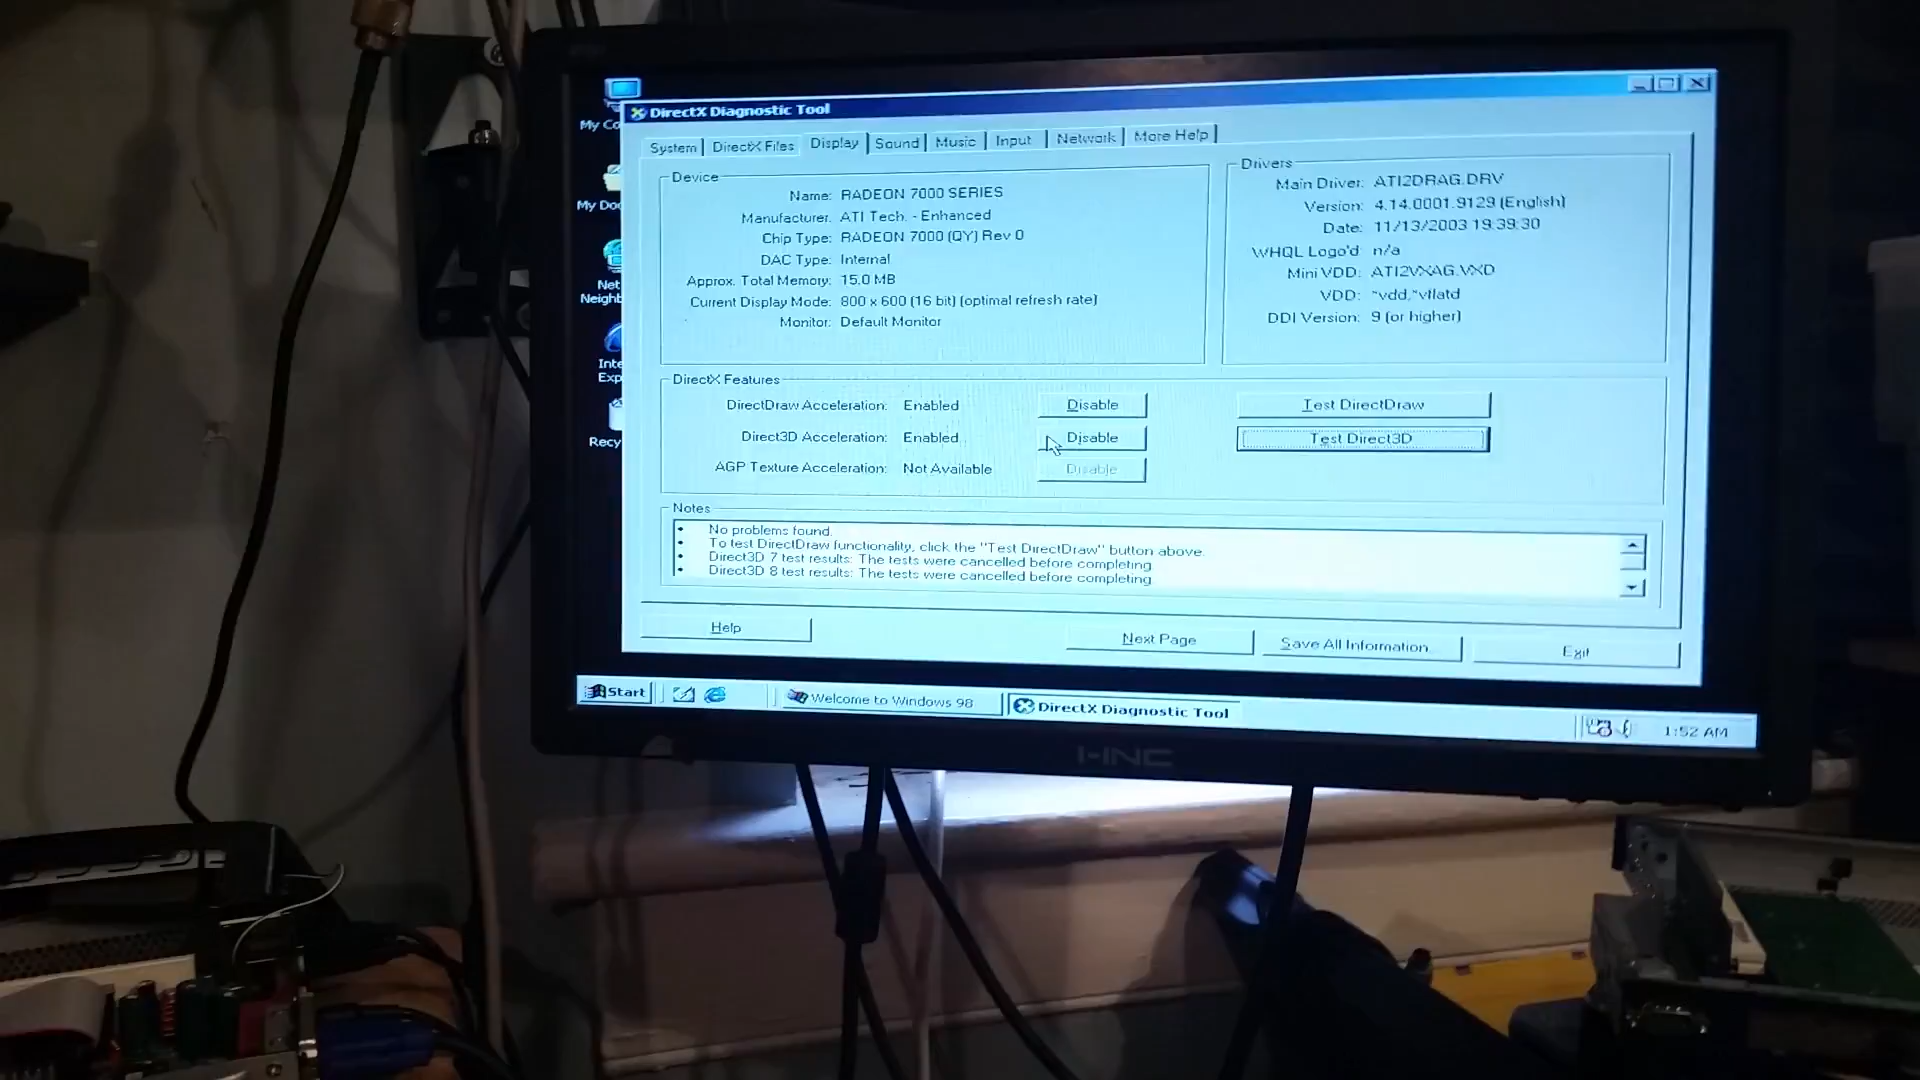 DirectX Diagnostic Tool
System
DirectX Files
Display
Sound
Music
Input
Network
More Help
Device
Name: RADEON 7000 SERIES
Manufacturer: ATI Tech. - Enhanced
Chip Type: RADEON 7000 (QY) Rev 0
DAC Type: Internal
Approx. Total Memory: 15.0 MB
Current Display Mode: 800 x 600 (16 bit) (optimal refresh rate)
Monitor: Default Monitor
Drivers
Main Driver: ATI2DRAG.DRV
Version: 4.14.0001.9129 (English)
Date: 11/13/2003 19:39:30
WHQL Logo'd: n/a
Mini VDD: ATI2VXAG.VXD
VDD: *vdd,*vflatd
DDI Version: 9 (or higher)
DirectX Features
DirectDraw Acceleration: Enabled Disable Test DirectDraw
Direct3D Acceleration: Enabled Disable Test Direct3D
AGP Texture Acceleration: Not Available Disable
Notes
No problems found.
To test DirectDraw functionality, click the "Test DirectDraw" button above.
Direct3D 7 test results: The tests were cancelled before completing
Direct3D 8 test results: The tests were cancelled before completing
Help
Next Page
Save All Information
Exit
My Co
My Doc
Net
Neighb
Inte
Exp
Recy
Start
Welcome to Windows 98
DirectX Diagnostic Tool
1:52 AM
I-INC